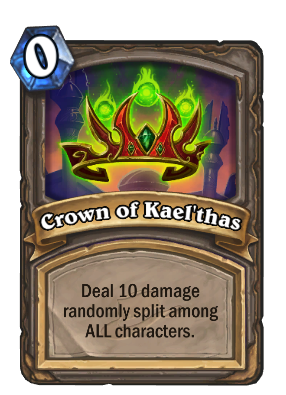 0
Crown of Kael'thas
Deal 10 damage
randomly split among
ALL characters.